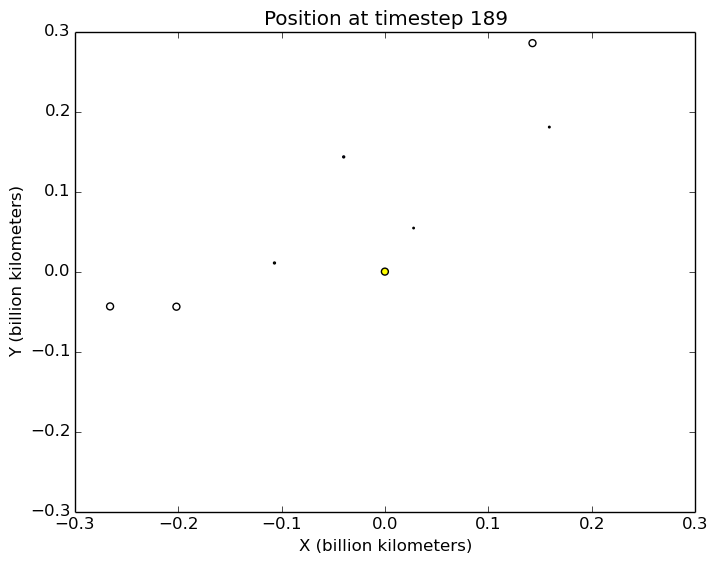 Position at timestep 189
0.3
0.2
0.1
0.0
−0.1
−0.2
−0.3
Y (billion kilometers)
−0.3 −0.2 −0.1 0.0 0.1 0.2 0.3
X (billion kilometers)